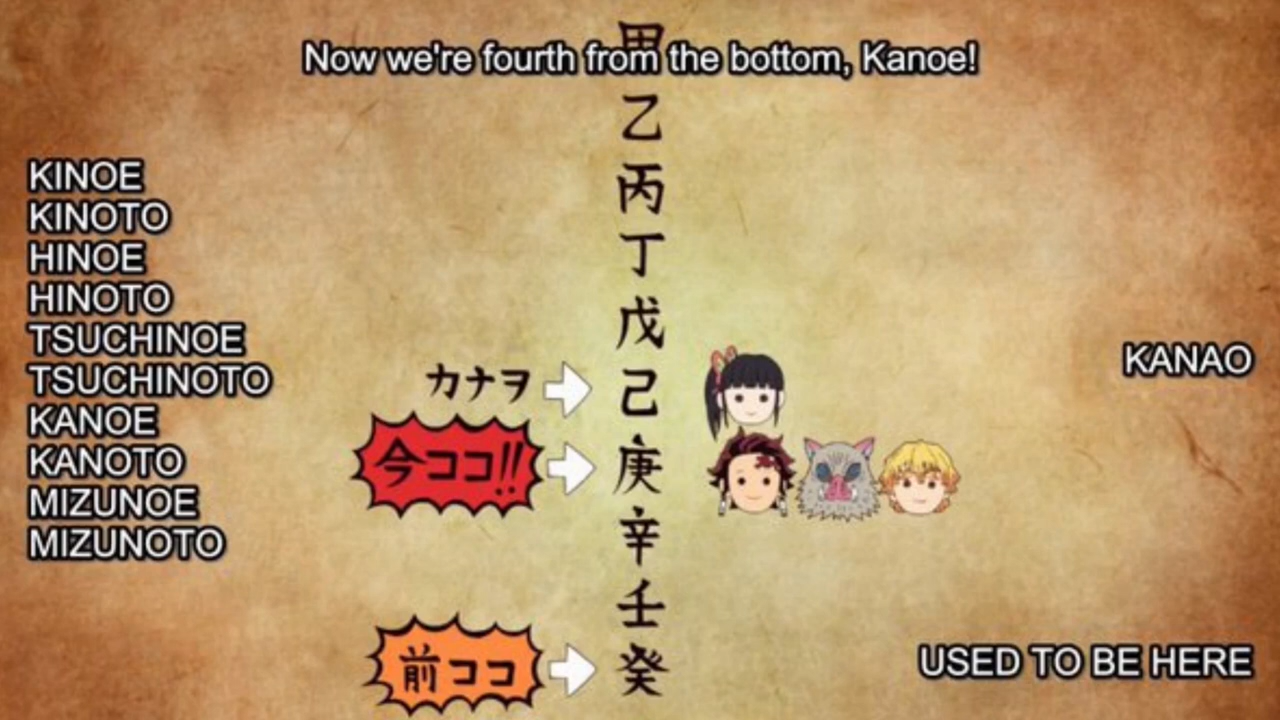 Now we're fourth from the bottom, Kanoe!
甲
乙
丙
丁
戊
己
庚
辛
壬
癸
KINOE
KINOTO
HINOE
HINOTO
TSUCHINOE
TSUCHINOTO
KANOE
KANOTO
MIZUNOE
MIZUNOTO
カナヲ
今ココ!!
前ココ
KANAO
USED TO BE HERE